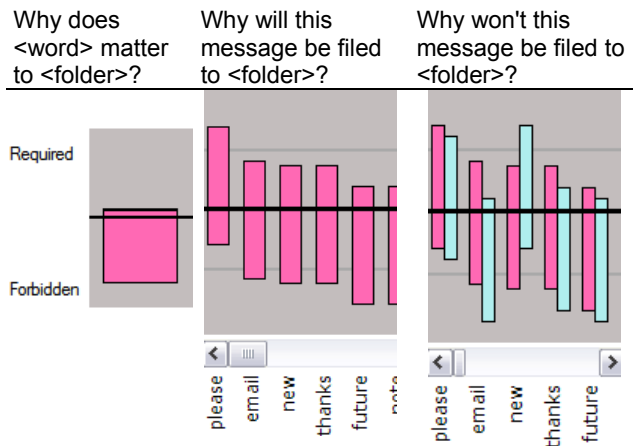 Why does
<word> matter
to <folder>?
Why will this
message be filed
to <folder>?
Why won't this
message be filed to
<folder>?
Required
Forbidden
please
email
new
thanks
future
note
please
email
new
thanks
future